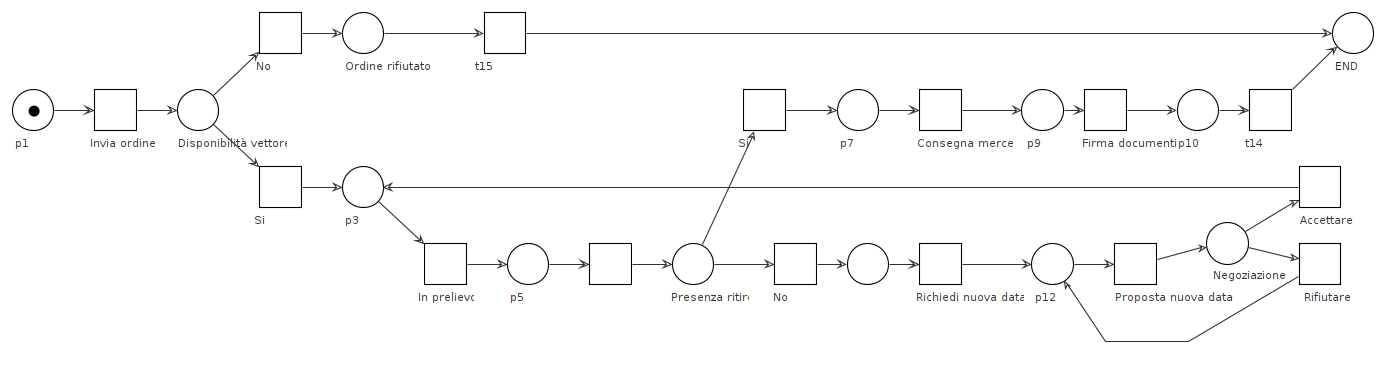 No
Ordine rifiutato
t15
END
p1
Invia ordine
Disponibilità vettore
Si
p7
Consegna merce
p9
Firma documenti
p10
t14
Si
p3
Accettare
In prelievo
p5
Presenza ritir
No
Richiedi nuova data
p12
Proposta nuova data
Negoziazione
Rifiutare